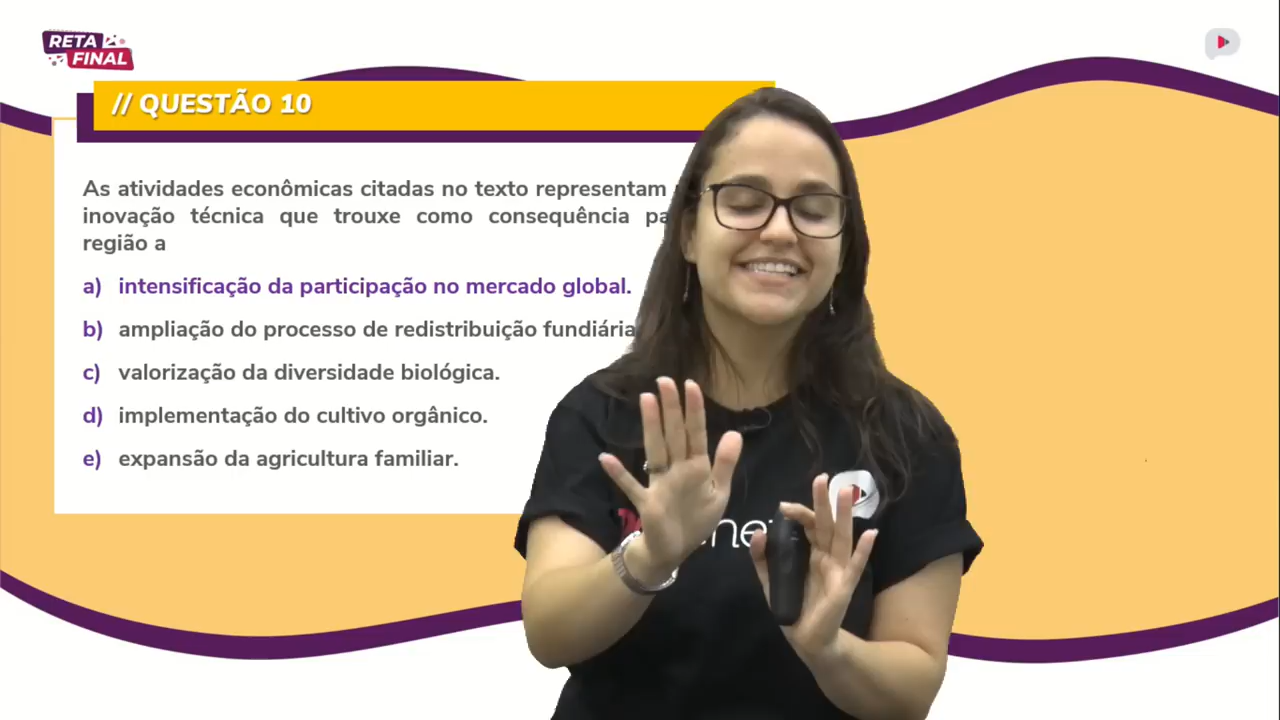 RETA
FINAL
// QUESTÃO 10
As atividades econômicas citadas no texto representam
inovação técnica que trouxe como consequência
região a
a) intensificação da participação no mercado global.
b) ampliação do processo de redistribuição fundiária
c) valorização da diversidade biológica.
d) implementação do cultivo orgânico.
e) expansão da agricultura familiar.